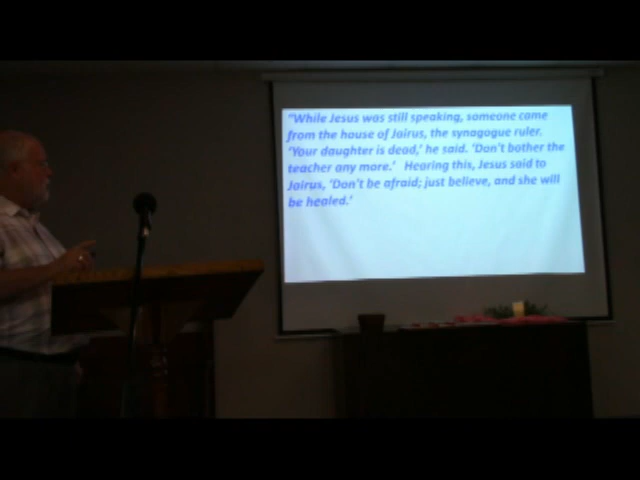 "While Jesus was still speaking, someone came
from the house of Jairus, the synagogue ruler.
'Your daughter is dead,' he said. 'Don't bother the
teacher any more.' Hearing this, Jesus said to
Jairus, 'Don't be afraid; just believe, and she will
be healed.'